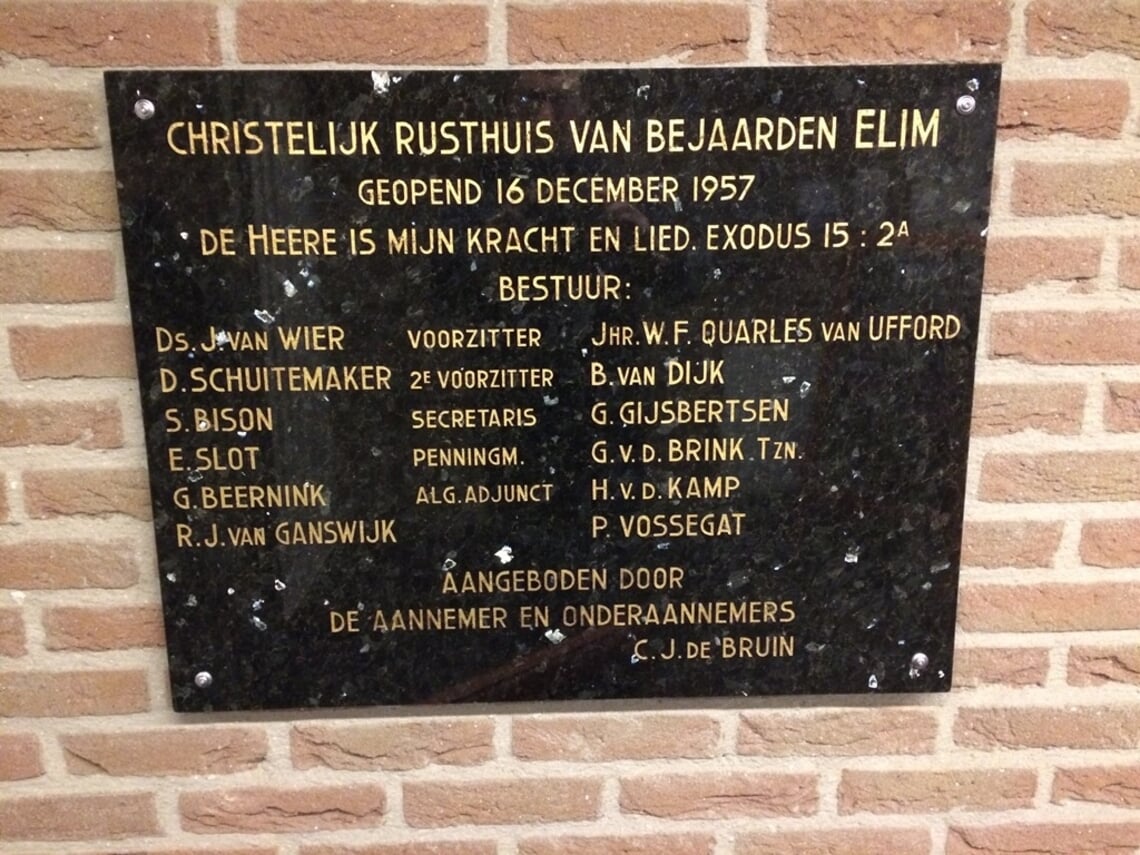 CHRISTELIJK RUSTHUIS VAN BEJAARDEN ELIM
GEOPEND 16 DECEMBER 1957
DE HEERE IS MIJN KRACHT EN LIED. EXODUS 15 : 2A
BESTUUR:
DS. J. VAN WIER VOORZITTER JHR. W. F. QUARLES VAN UFFORD
D. SCHUITEMAKER 2E VOORZITTER B. VAN DIJK
S. BISON SECRETARIS G. GIJSBERTSEN
E. SLOT PENNINGM. G. V. D. BRINK TZN.
G. BEERNINK ALG. ADJUNCT H. V. D. KAMP
R. J. VAN GANSWIJK P. VOSSEGAT
AANGEBODEN DOOR
DE AANNEMER EN ONDERAANNEMERS
C. J. DE BRUIN